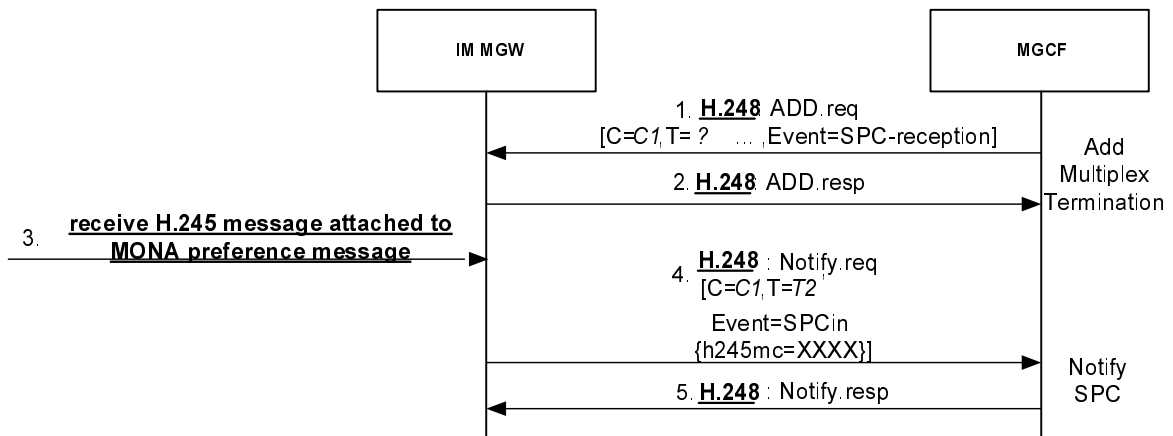 IM MGW
MGCF
1. H.248: ADD.req
[C=C1,T= ? ... ,Event=SPC-reception]
Add
Multiplex
Termination
2. H.248: ADD.resp
3. receive H.245 message attached to
MONA preference message
4. H.248 : Notify.req
[C=C1,T=T2 ,
Event=SPCin
{h245mc=XXXX}]
Notify
SPC
5. H.248 : Notify.resp